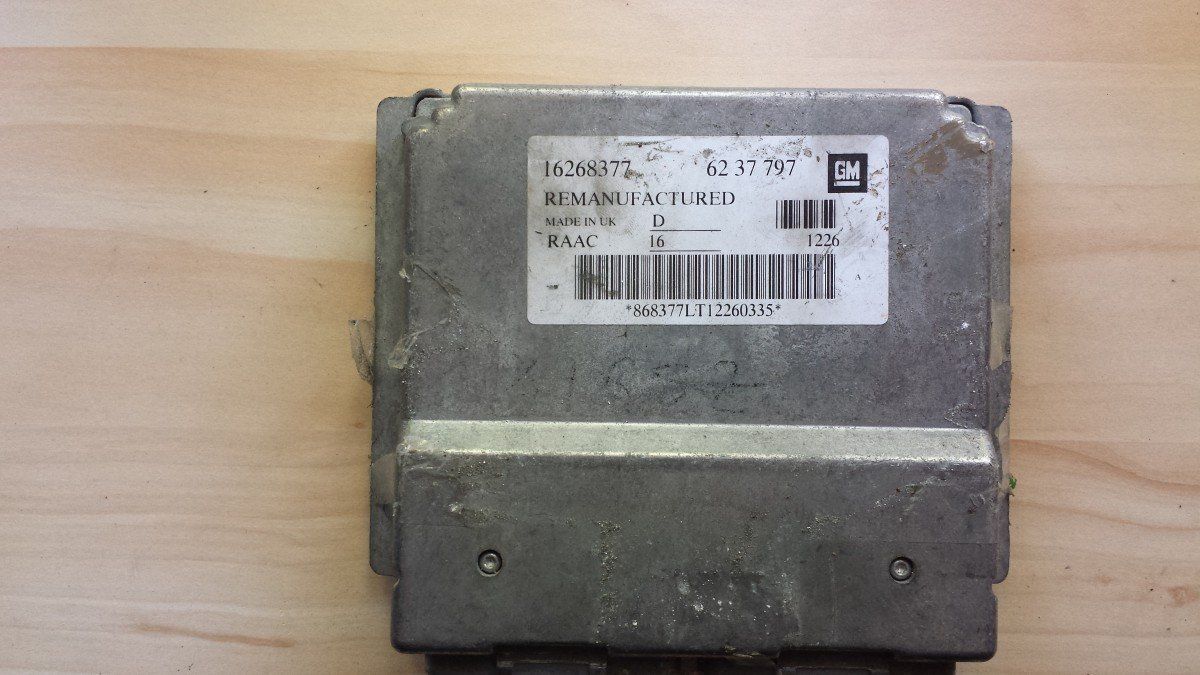 16268377 62 37 797 GM
REMANUFACTURED
MADE IN UK D
RAAC 16 1226
A
*868377LT12260335*